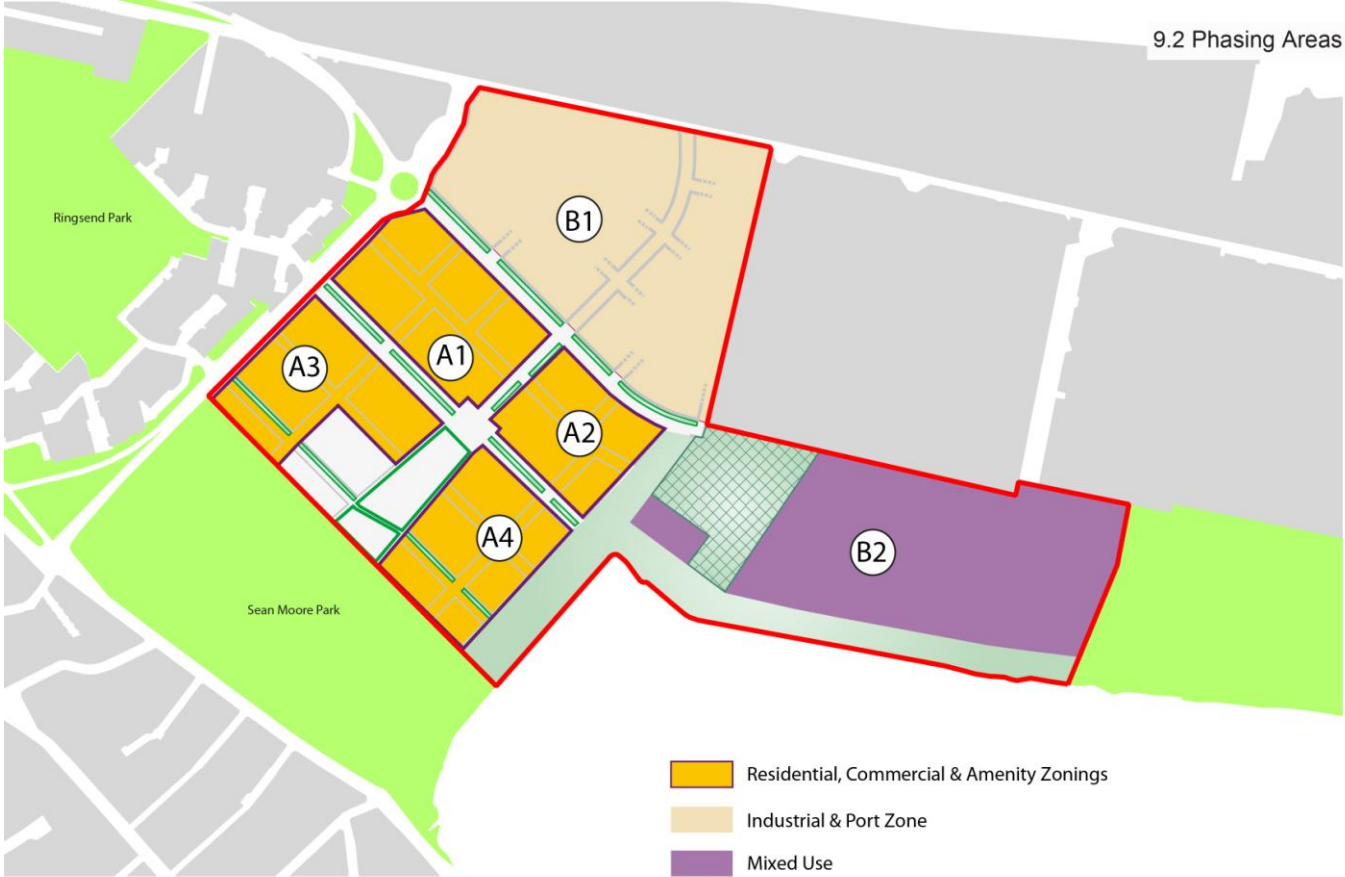 9.2 Phasing Areas
Ringsend Park
B1
A1
A3
A2
A4
B2
Sean Moore Park
Residential, Commercial & Amenity Zonings
Industrial & Port Zone
Mixed Use